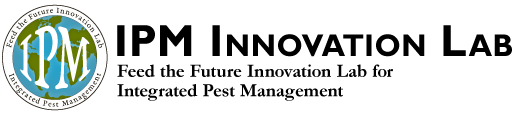 Feed the Future Innovation Lab
IPM
Integrated Pest Management
IPM INNOVATION LAB
Feed the Future Innovation Lab for
Integrated Pest Management